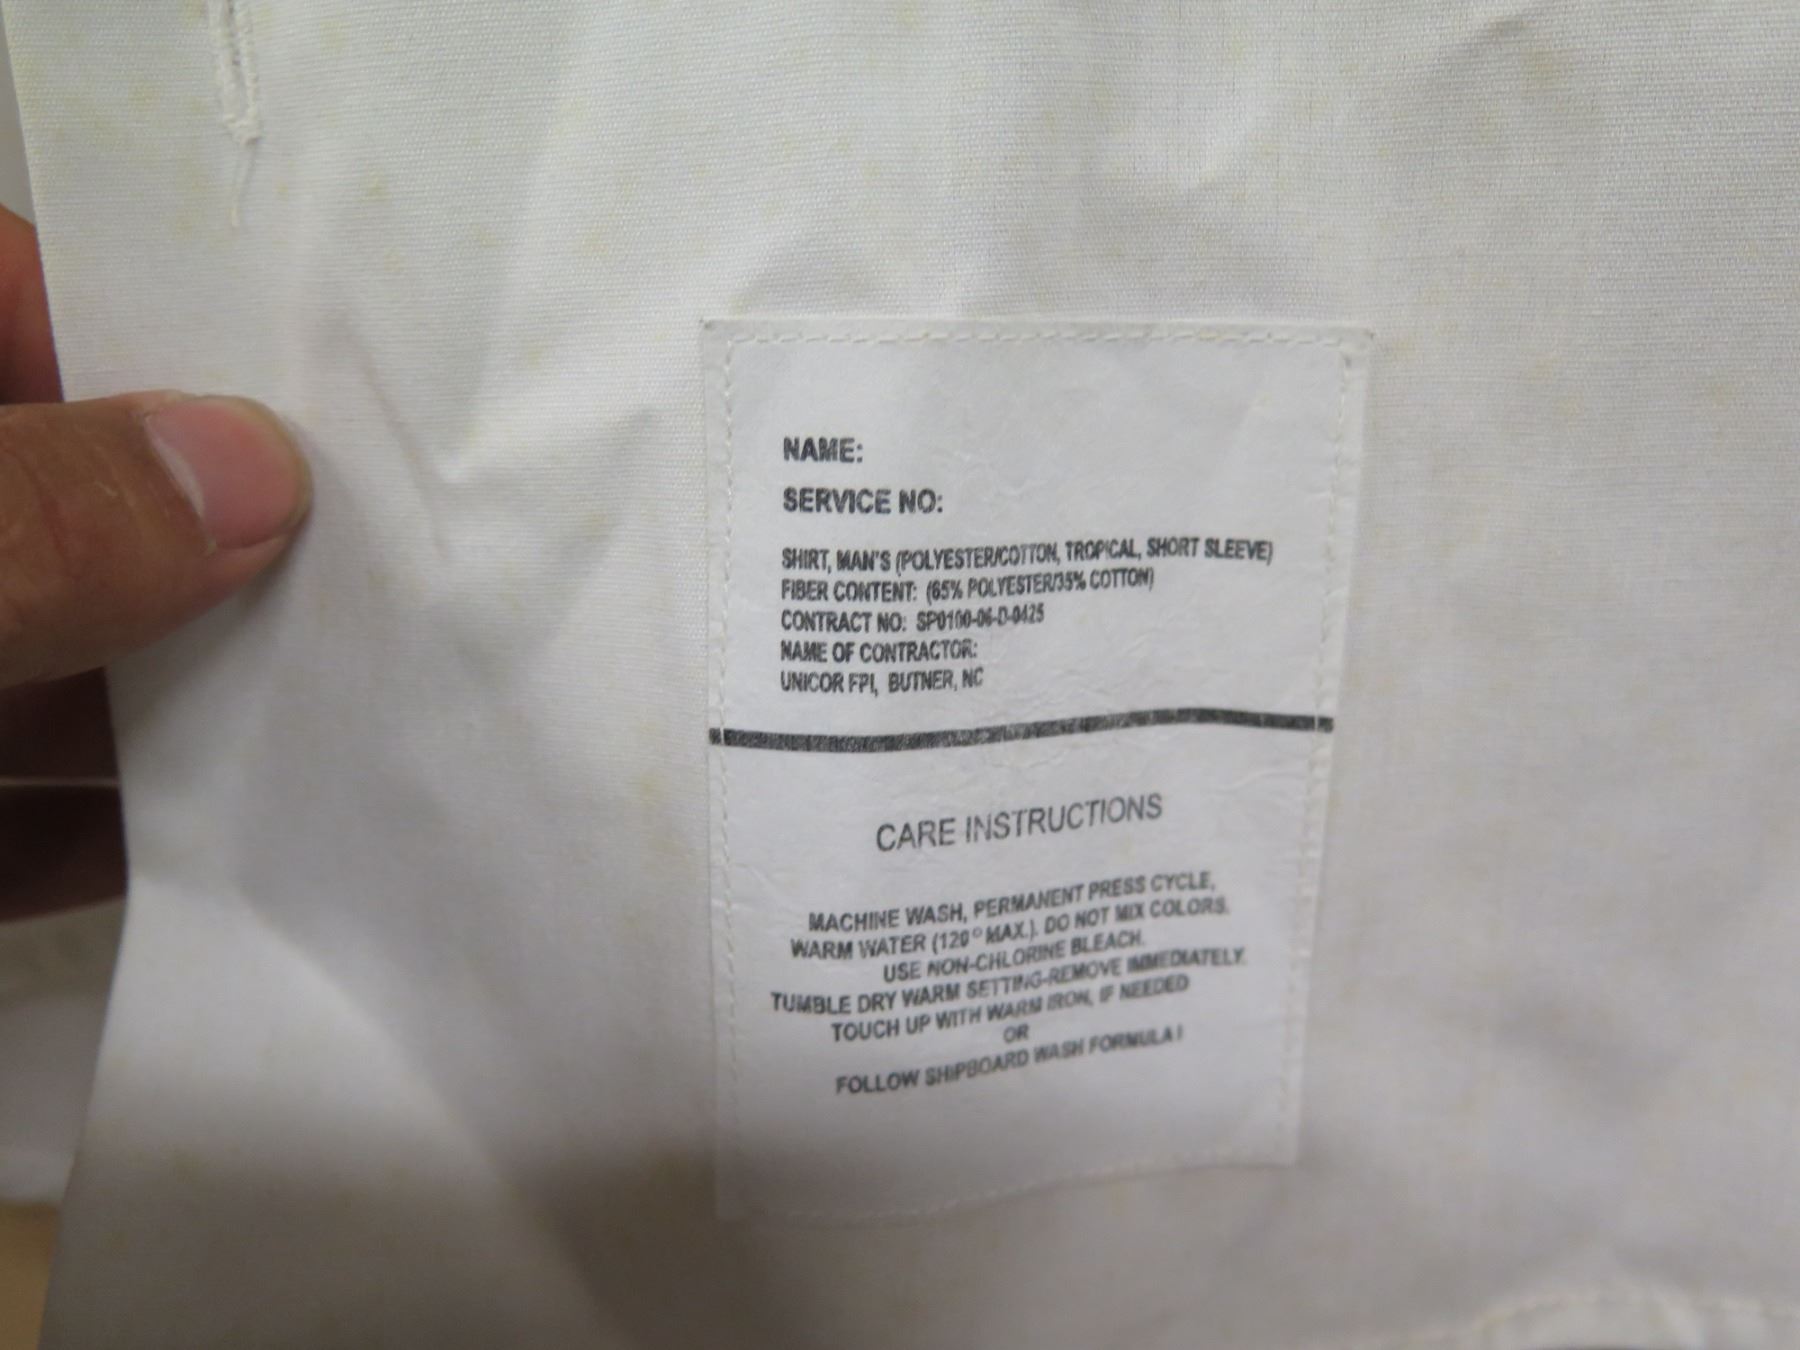 NAME:
SERVICE NO:
SHIRT, MAN'S (POLYESTER/COTTON, TROPICAL, SHORT SLEEVE)
FIBER CONTENT: (65% POLYESTER/35% COTTON)
CONTRACT NO: SP0100-06-D-0425
NAME OF CONTRACTOR:
UNICOR FPI, BUTNER, NC
CARE INSTRUCTIONS
MACHINE WASH, PERMANENT PRESS CYCLE,
WARM WATER (120° MAX.). DO NOT MIX COLORS.
USE NON-CHLORINE BLEACH.
TUMBLE DRY WARM SETTING-REMOVE IMMEDIATELY.
TOUCH UP WITH WARM IRON, IF NEEDED
OR
FOLLOW SHIPBOARD WASH FORMULA I